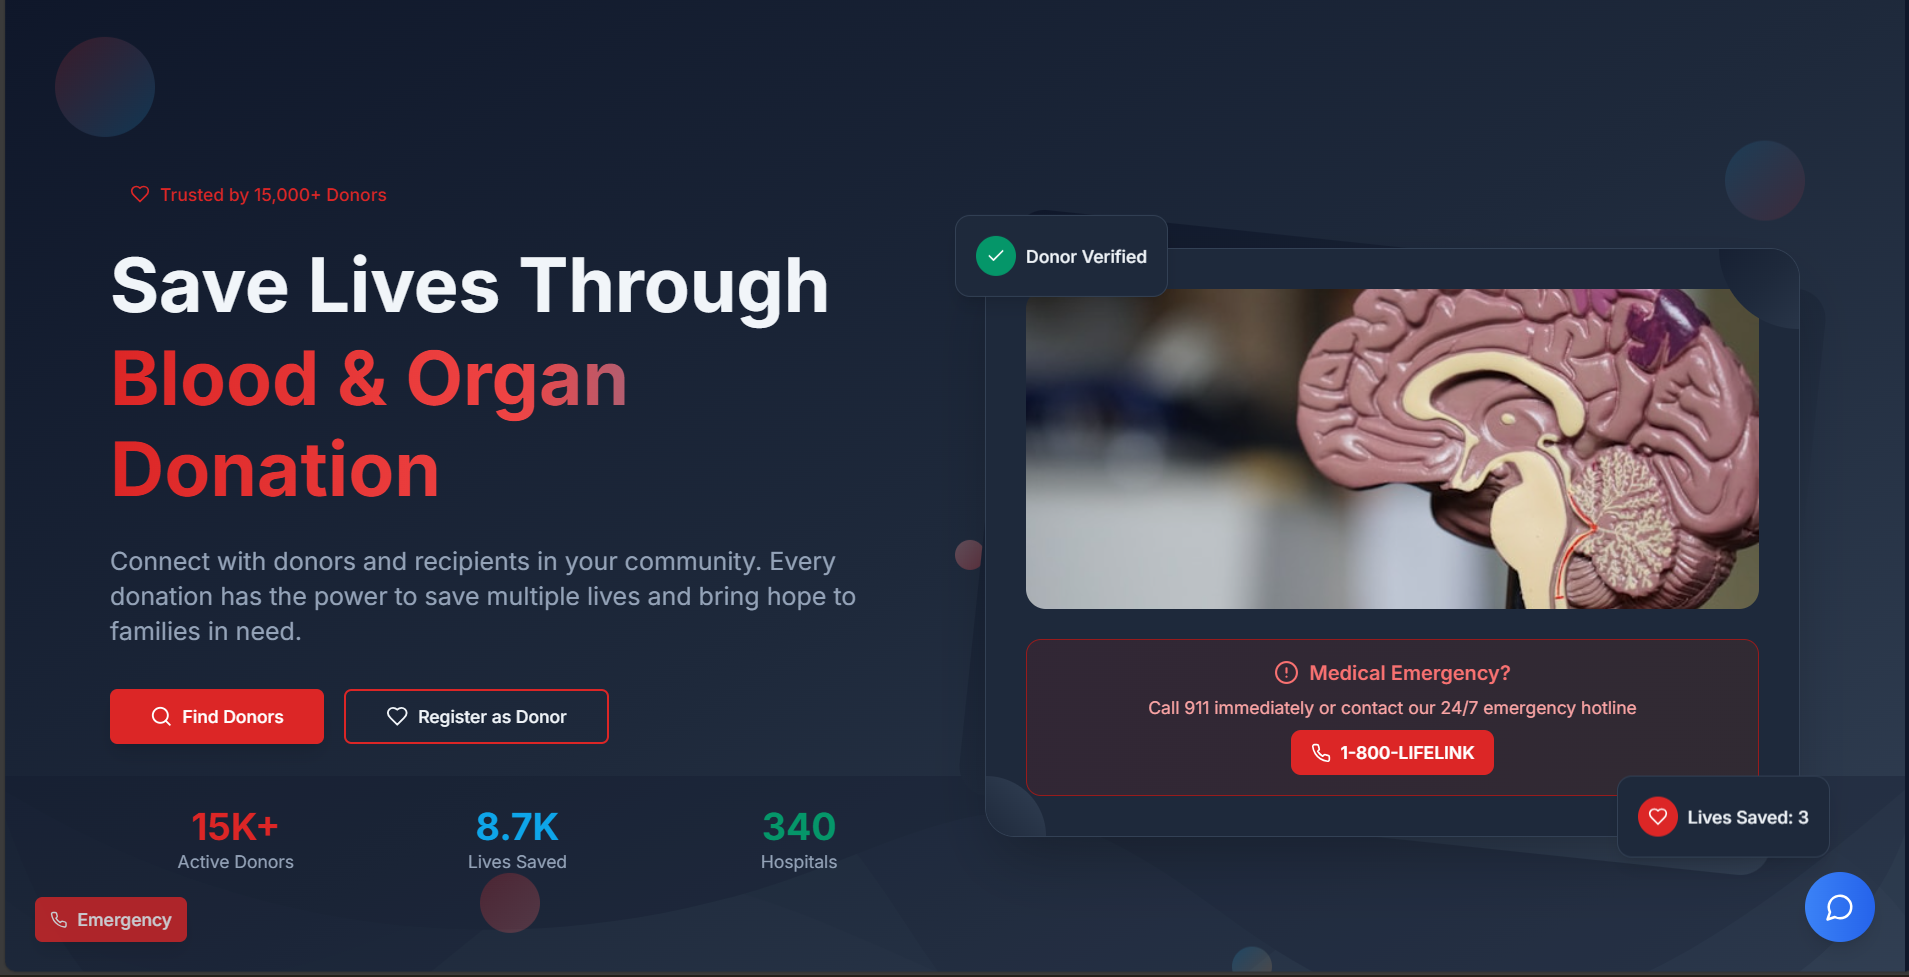 Trusted by 15,000+ Donors
Save Lives Through
Blood & Organ
Donation
Connect with donors and recipients in your community. Every
donation has the power to save multiple lives and bring hope to
families in need.
Find Donors
Register as Donor
15K+
Active Donors
8.7K
Lives Saved
340
Hospitals
Emergency
Donor Verified
Medical Emergency?
Call 911 immediately or contact our 24/7 emergency hotline
1-800-LIFELINK
Lives Saved: 3